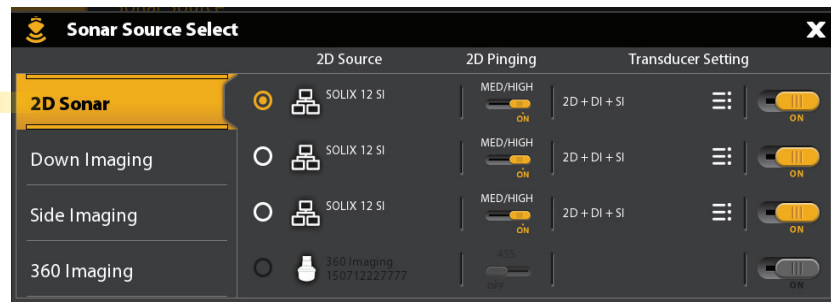 Sonar Source Select
X
2D Source 2D Pinging Transducer Setting
2D Sonar
SOLIX 12 SI MED/HIGH ON 2D + DI + SI ON
Down Imaging
SOLIX 12 SI MED/HIGH ON 2D + DI + SI ON
Side Imaging
SOLIX 12 SI MED/HIGH ON 2D + DI + SI ON
360 Imaging
360 Imaging
150712227777
OFF
ON